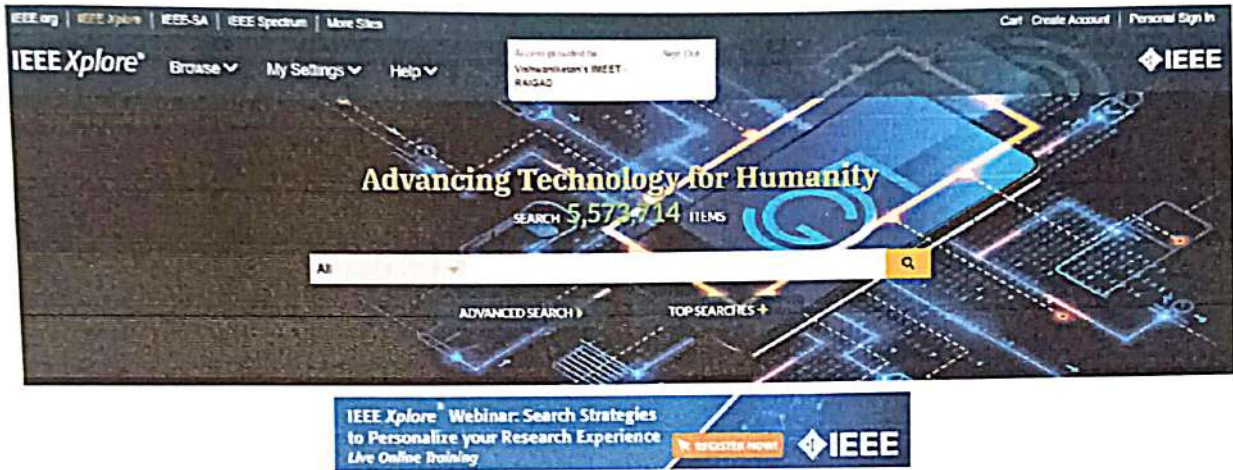 IEEE.org | IEEE Xplore | IEEE-SA | IEEE Spectrum | More Sites
Cart Create Account | Personal Sign In
IEEE Xplore®
Browse
My Settings
Help
Access provided by:
Vishwaniketan's IMEET -
RAIGAD
Sign Out
IEEE
Advancing Technology for Humanity
SEARCH 5,573,714 ITEMS
All
ADVANCED SEARCH
TOP SEARCHES +
IEEE Xplore® Webinar: Search Strategies
to Personalize your Research Experience
Live Online Training
REGISTER NOW!
IEEE